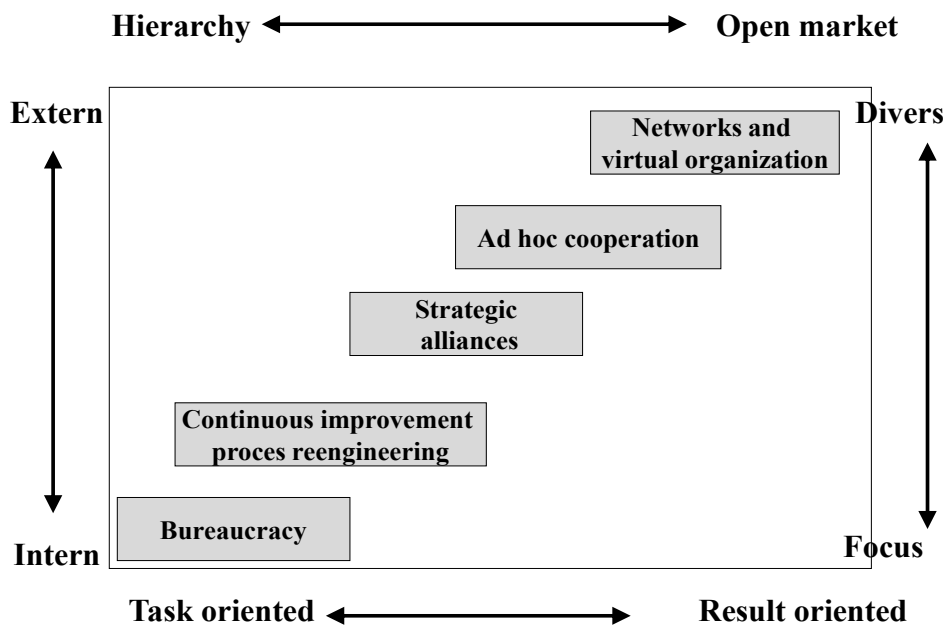 Hierarchy
Open market
Extern
Divers
Networks and
virtual organization
Ad hoc cooperation
Strategic
alliances
Continuous improvement
proces reengineering
Bureaucracy
Intern
Focus
Task oriented
Result oriented